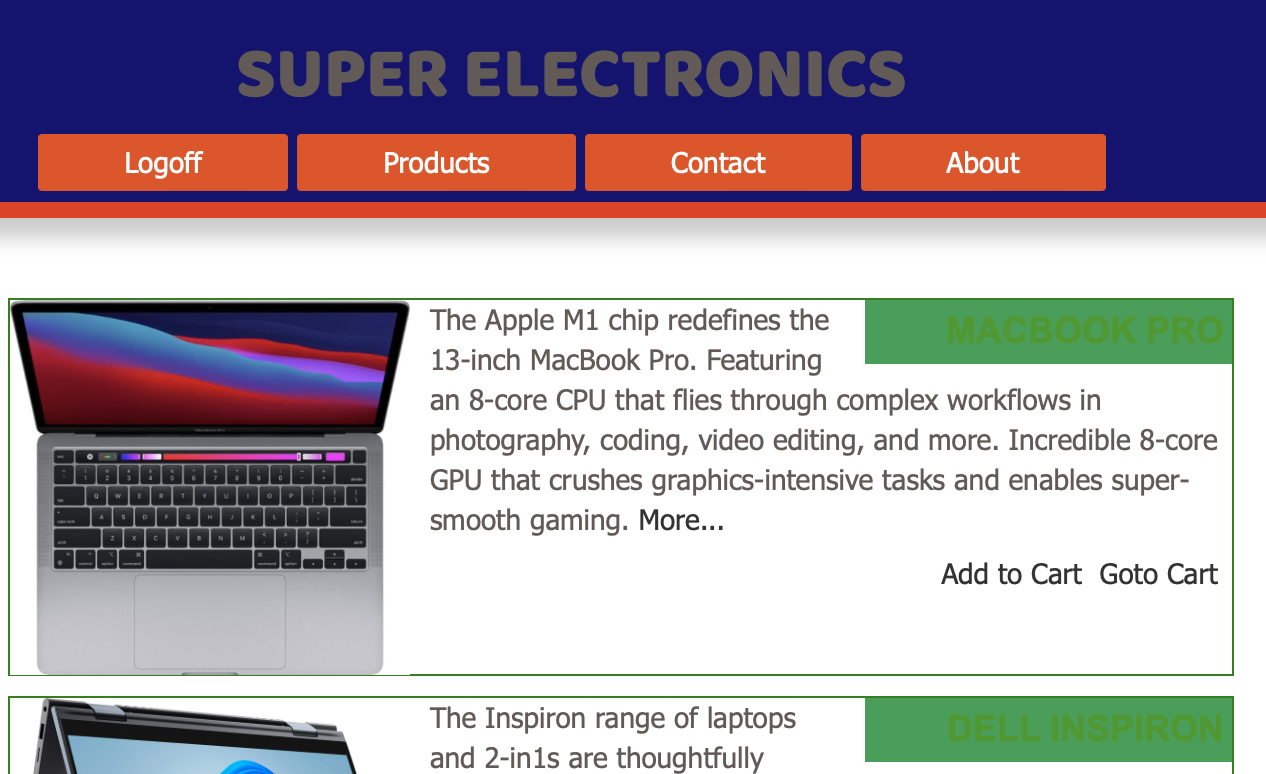 SUPER ELECTRONICS
Logoff Products Contact About
MACBOOK PRO
The Apple M1 chip redefines the
13-inch MacBook Pro. Featuring
an 8-core CPU that flies through complex workflows in
photography, coding, video editing, and more. Incredible 8-core
GPU that crushes graphics-intensive tasks and enables super-
smooth gaming. More...
Add to Cart Goto Cart
DELL INSPIRON
The Inspiron range of laptops
and 2-in1s are thoughtfully